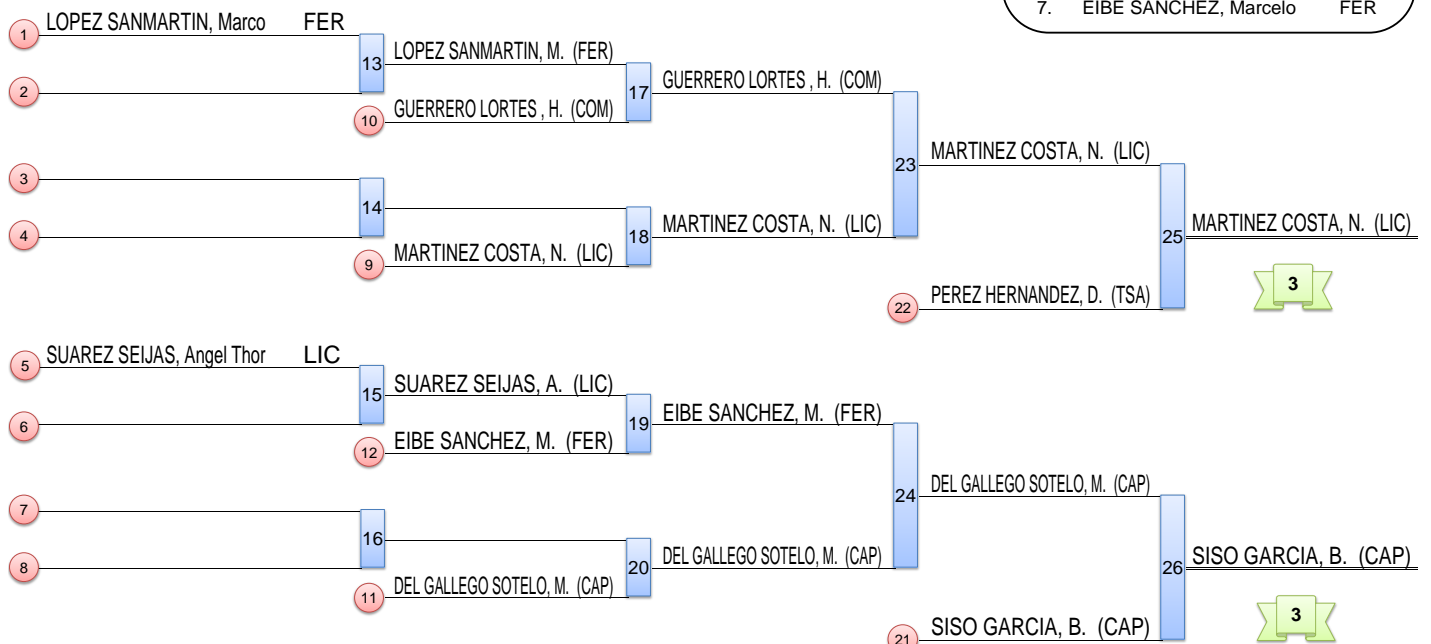 7. EIBE SANCHEZ, Marcelo FER
1 LOPEZ SANMARTIN, Marco FER
13 LOPEZ SANMARTIN, M. (FER)
2
17 GUERRERO LORTES , H. (COM)
10 GUERRERO LORTES , H. (COM)
23 MARTINEZ COSTA, N. (LIC)
3
14
4
18 MARTINEZ COSTA, N. (LIC)
9 MARTINEZ COSTA, N. (LIC)
25 MARTINEZ COSTA, N. (LIC)
3
22 PEREZ HERNANDEZ, D. (TSA)
5 SUAREZ SEIJAS, Angel Thor LIC
15 SUAREZ SEIJAS, A. (LIC)
6
19 EIBE SANCHEZ, M. (FER)
12 EIBE SANCHEZ, M. (FER)
24 DEL GALLEGO SOTELO, M. (CAP)
7
16
8
20 DEL GALLEGO SOTELO, M. (CAP)
11 DEL GALLEGO SOTELO, M. (CAP)
26 SISO GARCIA, B. (CAP)
3
21 SISO GARCIA, B. (CAP)